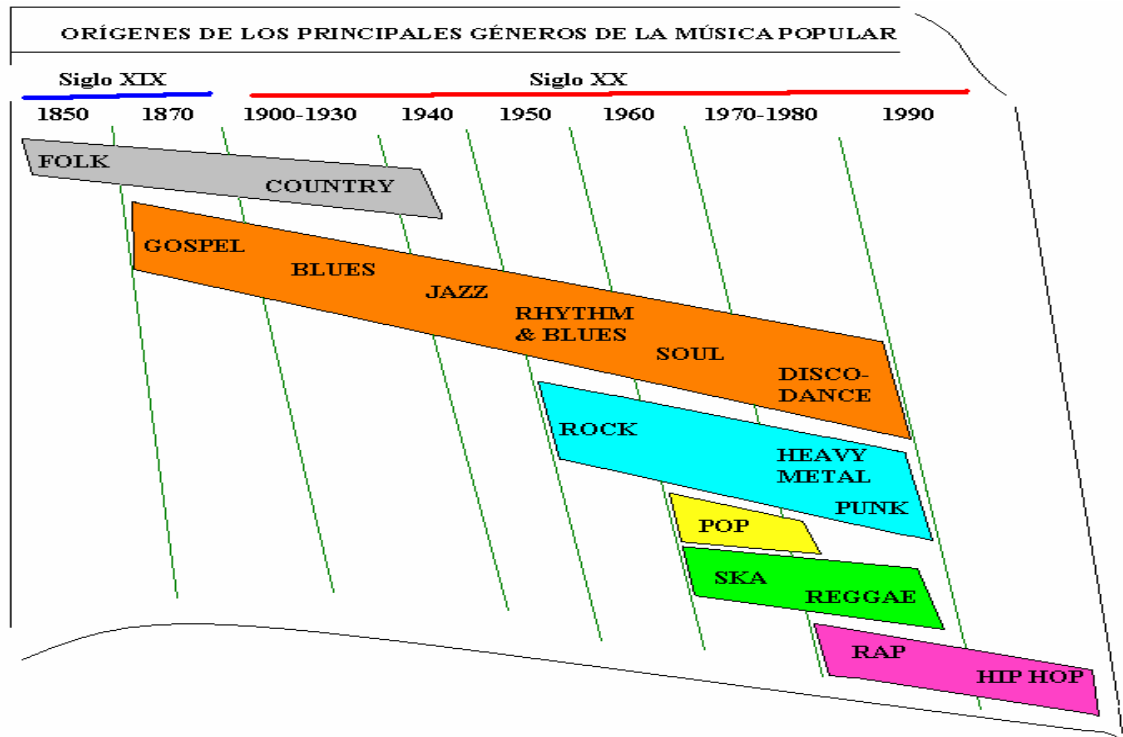 ORÍGENES DE LOS PRINCIPALES GÉNEROS DE LA MÚSICA POPULAR
Siglo XIX Siglo XX
1850 1870 1900-1930 1940 1950 1960 1970-1980 1990
FOLK
COUNTRY
GOSPEL
BLUES
JAZZ
RHYTHM
& BLUES
SOUL
DISCO-
DANCE
ROCK
HEAVY
METAL
PUNK
POP
SKA
REGGAE
RAP
HIP HOP